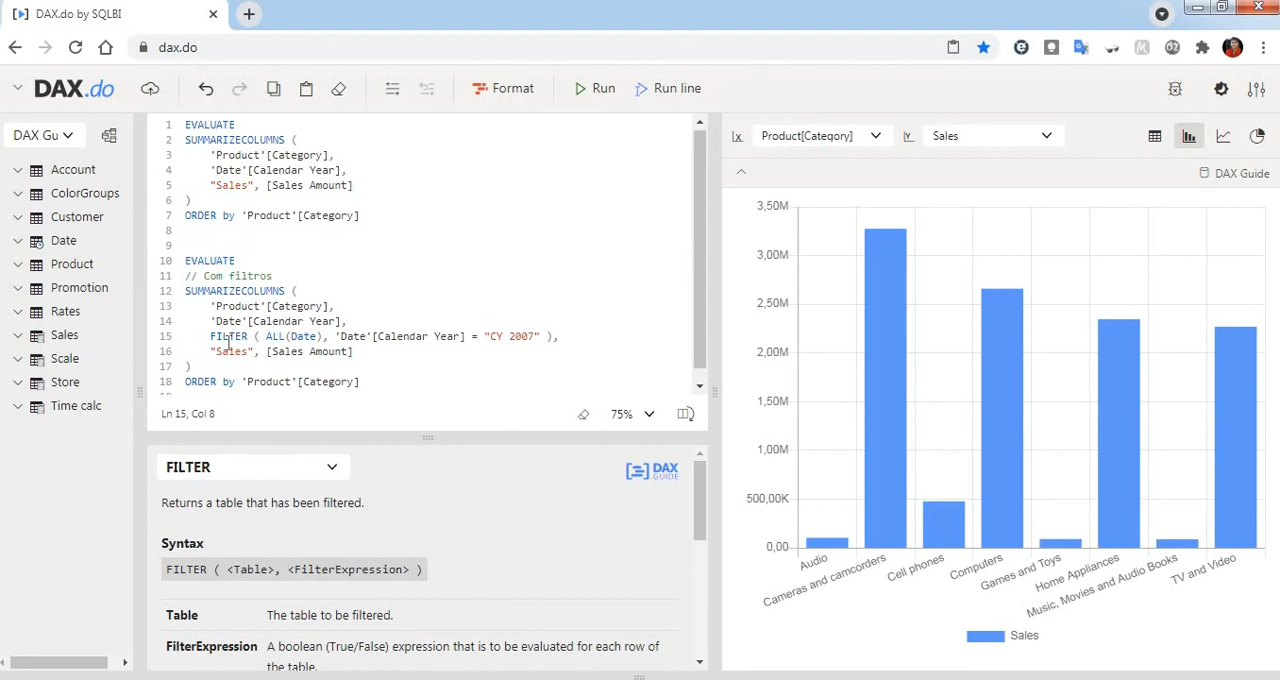 DAX.do by SQLBI
dax.do
DAX.do
Format
Run
Run line
DAX Gu
Account
ColorGroups
Customer
Date
Product
Promotion
Rates
Sales
Scale
Store
Time calc
1 EVALUATE
2 SUMMARIZECOLUMNS (
3 'Product'[Category],
4 'Date'[Calendar Year],
5 "Sales", [Sales Amount]
6 )
7 ORDER by 'Product'[Category]
8
9
10 EVALUATE
11 // Com filtros
12 SUMMARIZECOLUMNS (
13 'Product'[Category],
14 'Date'[Calendar Year],
15 FILTER ( ALL(Date), 'Date'[Calendar Year] = "CY 2007" ),
16 "Sales", [Sales Amount]
17 )
18 ORDER by 'Product'[Category]
Ln 15, Col 8
75%
FILTER
DAX GUIDE
Returns a table that has been filtered.
Syntax
FILTER ( <Table>, <FilterExpression> )
Table The table to be filtered.
FilterExpression A boolean (True/False) expression that is to be evaluated for each row of
the table.
X Product[Category]
Y Sales
DAX Guide
3,50M
3,00M
2,50M
2,00M
1,50M
1,00M
500,00K
0,00
Audio
Cameras and camcorders
Cell phones
Computers
Games and Toys
Home Appliances
Music, Movies and Audio Books
TV and Video
Sales